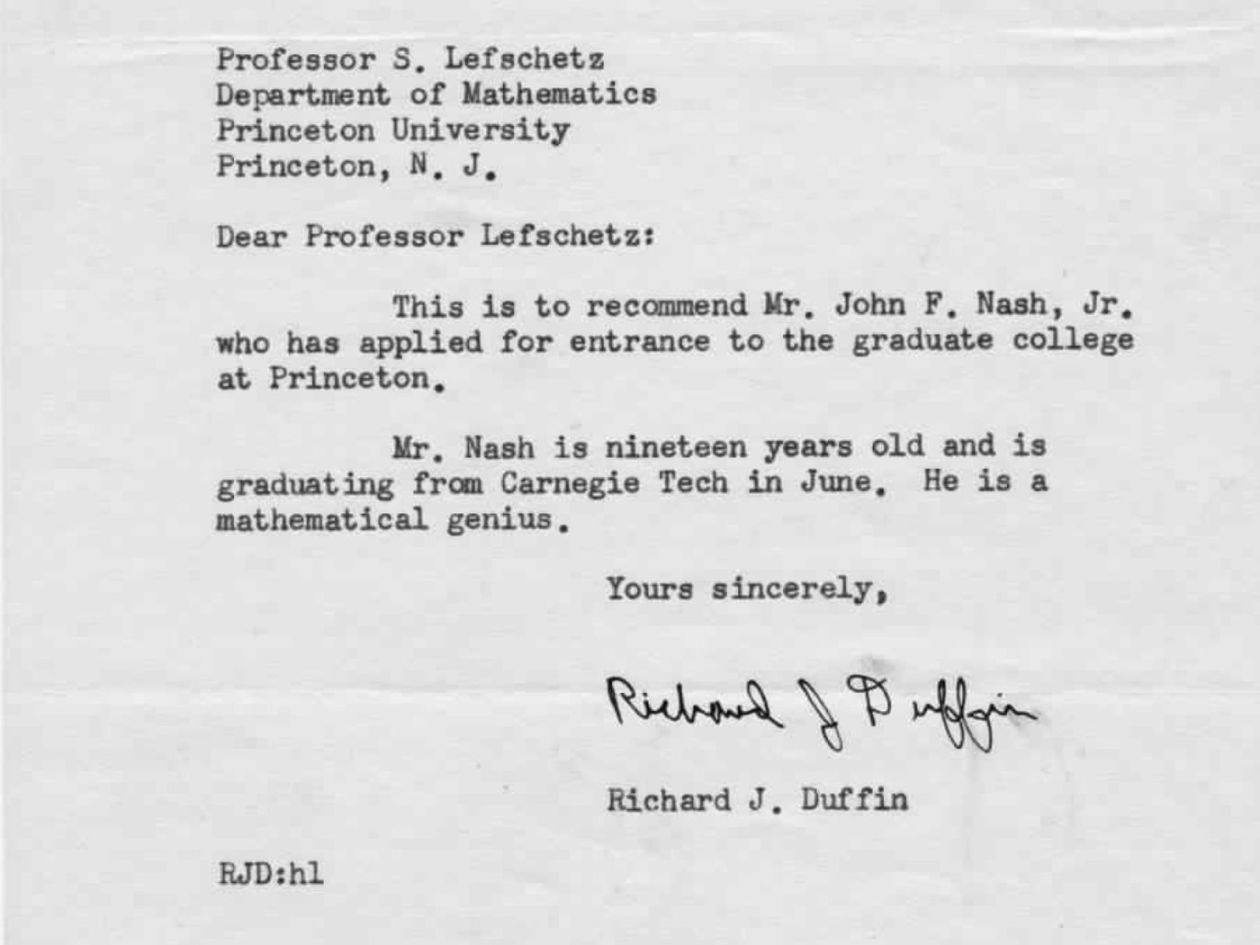 Professor S. Lefschetz
Department of Mathematics
Princeton University
Princeton, N. J.
Dear Professor Lefschetz:
This is to recommend Mr. John F. Nash, Jr.
who has applied for entrance to the graduate college
at Princeton.
Mr. Nash is nineteen years old and is
graduating from Carnegie Tech in June. He is a
mathematical genius.
Yours sincerely,
Richard J Duffin
Richard J. Duffin
RJD:hl